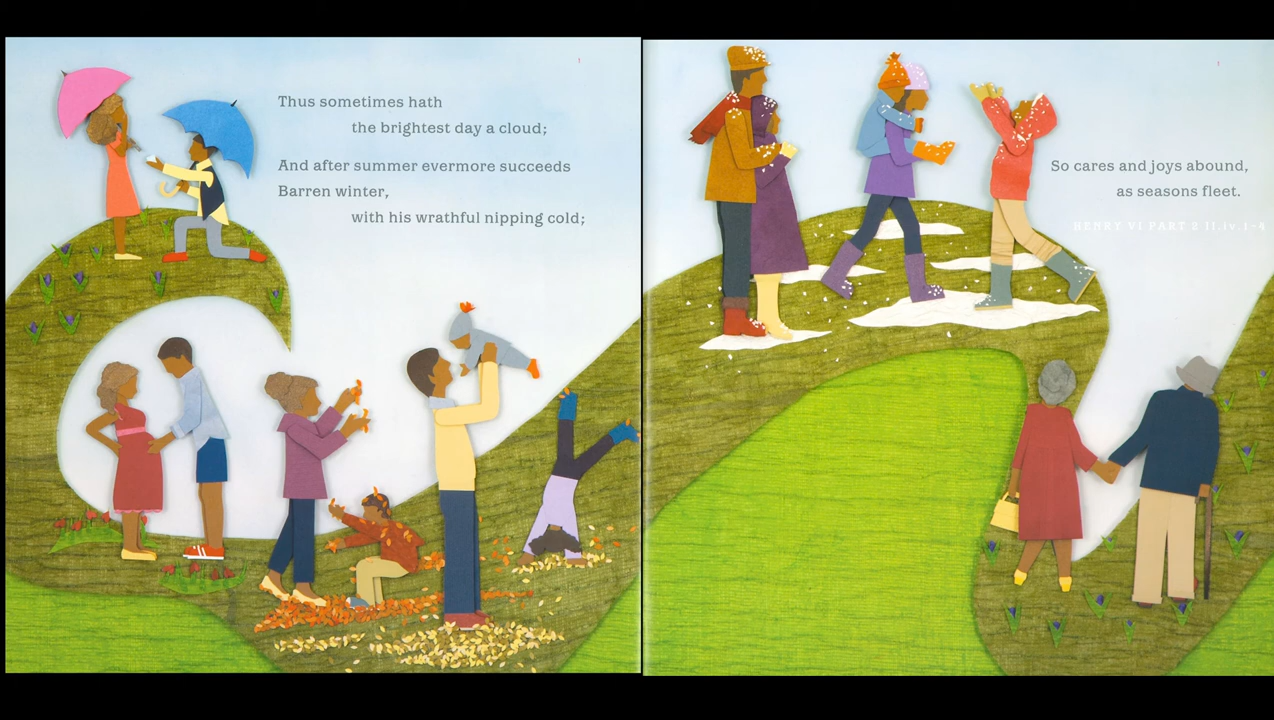 Thus sometimes hath
the brightest day a cloud;
And after summer evermore succeeds
Barren winter,
with his wrathful nipping cold;
So cares and joys abound,
as seasons fleet.
HENRY VI PART 2 II.iv.1-4